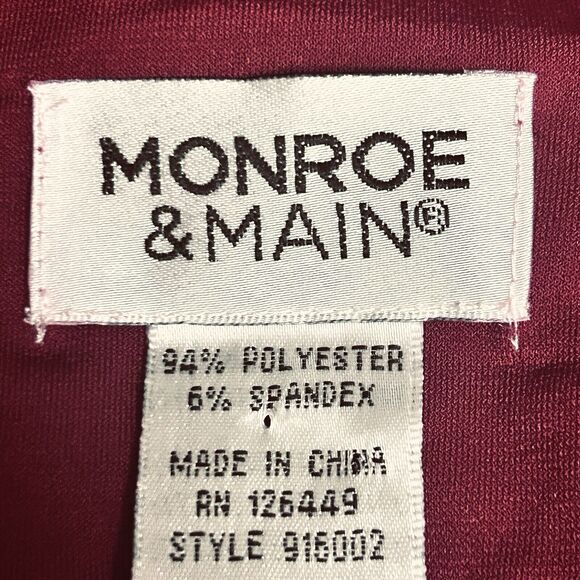 MONROE
&MAIN®
94% POLYESTER
6% SPANDEX
MADE IN CHINA
RN 126449
STYLE 916002